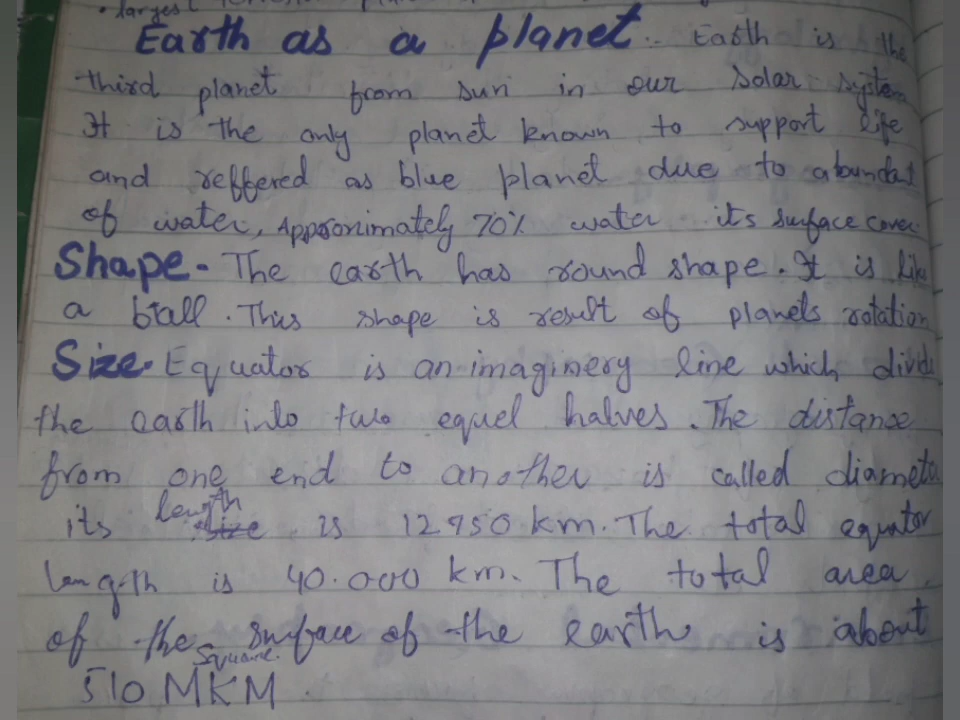 • largest
Earth as a planet. Earth is the
third planet from sun in our solar system
It is the only planet known to support life
and reffered as blue planet due to abundat
of water, Approximately 70% water its surface cover
Shape - The earth has round shape. It is like
a ball. This shape is result of planets rotation
Size. Equator is an imaginery line which divide
the earth into two equel halves. The distance
from one end to another is called diameter
its length is 12750 km. The total equator
length is 40.000 km. The total area
of the surface of the earth is about
510 MKM Square.